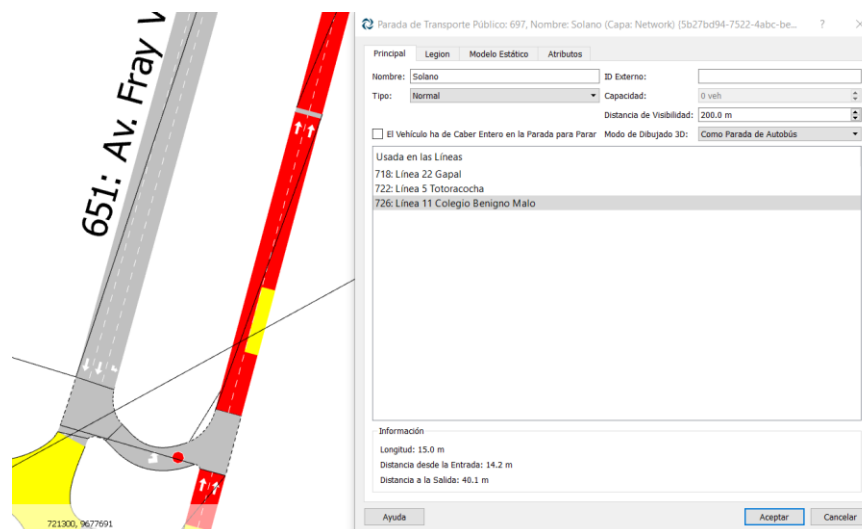 651: Av. Fray V
721300, 9677691
Parada de Transporte Público: 697, Nombre: Solano (Capa: Network) {5b27bd94-7522-4abc-be... ? ×
Principal Legion Modelo Estático Atributos
Nombre: Solano ID Externo:
Tipo: Normal Capacidad: 0 veh
Distancia de Visibilidad: 200.0 m
El Vehículo ha de Caber Entero en la Parada para Parar Modo de Dibujado 3D: Como Parada de Autobús
Usada en las Líneas
718: Línea 22 Gapal
722: Línea 5 Totoracocha
726: Línea 11 Colegio Benigno Malo
Información
Longitud: 15.0 m
Distancia desde la Entrada: 14.2 m
Distancia a la Salida: 40.1 m
Ayuda Aceptar Cancelar